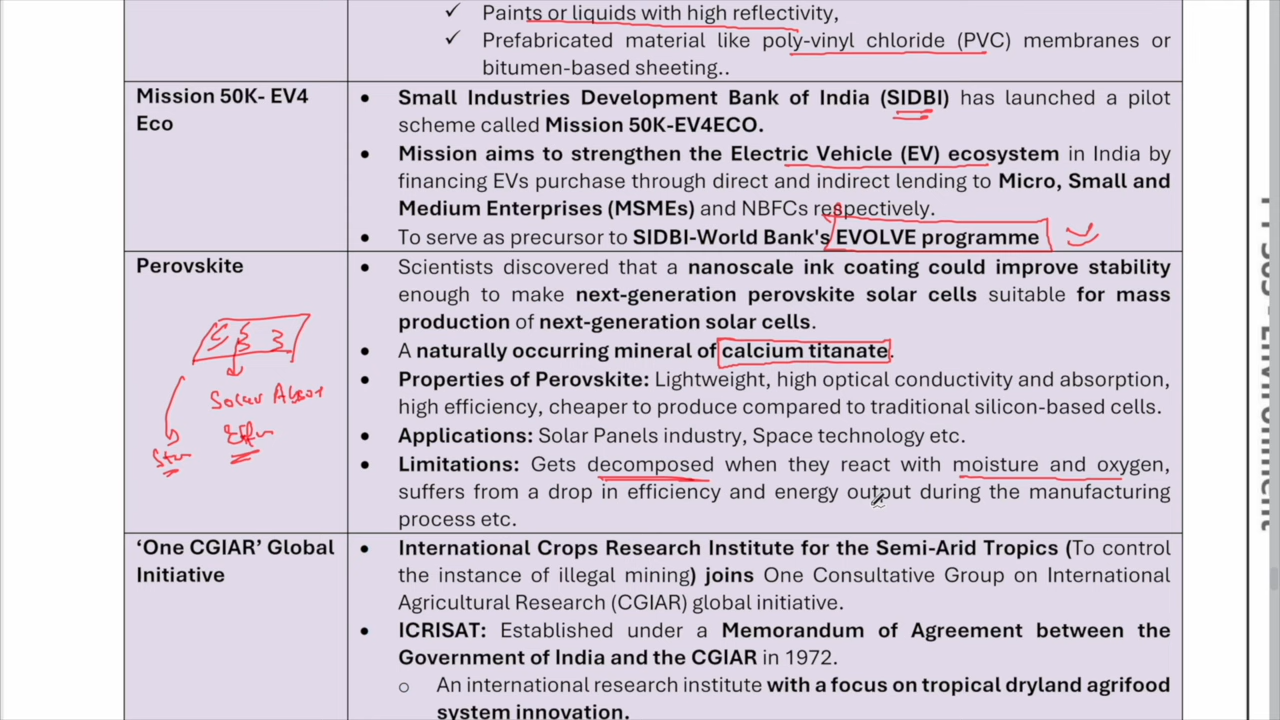 ✓ Paints or liquids with high reflectivity,
✓ Prefabricated material like poly-vinyl chloride (PVC) membranes or
bitumen-based sheeting..
Mission 50K- EV4
Eco
• Small Industries Development Bank of India (SIDBI) has launched a pilot
scheme called Mission 50K-EV4ECO.
• Mission aims to strengthen the Electric Vehicle (EV) ecosystem in India by
financing EVs purchase through direct and indirect lending to Micro, Small and
Medium Enterprises (MSMEs) and NBFCs respectively.
• To serve as precursor to SIDBI-World Bank's EVOLVE programme
Perovskite
• Scientists discovered that a nanoscale ink coating could improve stability
enough to make next-generation perovskite solar cells suitable for mass
production of next-generation solar cells.
• A naturally occurring mineral of calcium titanate.
• Properties of Perovskite: Lightweight, high optical conductivity and absorption,
high efficiency, cheaper to produce compared to traditional silicon-based cells.
• Applications: Solar Panels industry, Space technology etc.
• Limitations: Gets decomposed when they react with moisture and oxygen,
suffers from a drop in efficiency and energy output during the manufacturing
process etc.
Solar
‘One CGIAR’ Global
Initiative
• International Crops Research Institute for the Semi-Arid Tropics (To control
the instance of illegal mining) joins One Consultative Group on International
Agricultural Research (CGIAR) global initiative.
• ICRISAT: Established under a Memorandum of Agreement between the
Government of India and the CGIAR in 1972.
o An international research institute with a focus on tropical dryland agrifood
system innovation.